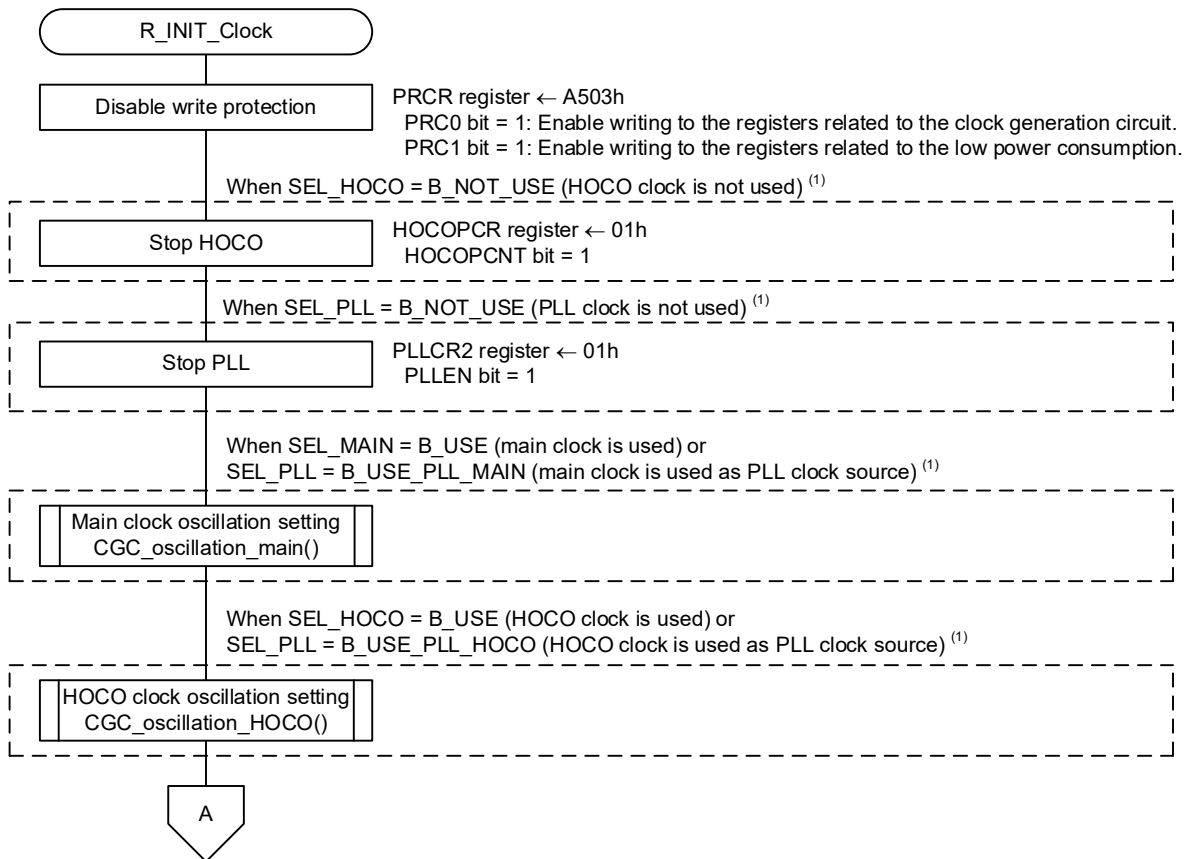 R_INIT_Clock
Disable write protection
PRCR register ← A503h
PRC0 bit = 1: Enable writing to the registers related to the clock generation circuit.
PRC1 bit = 1: Enable writing to the registers related to the low power consumption.
When SEL_HOCO = B_NOT_USE (HOCO clock is not used) (1)
Stop HOCO
HOCOPCR register ← 01h
HOCOPCNT bit = 1
When SEL_PLL = B_NOT_USE (PLL clock is not used) (1)
Stop PLL
PLLCR2 register ← 01h
PLLEN bit = 1
When SEL_MAIN = B_USE (main clock is used) or
SEL_PLL = B_USE_PLL_MAIN (main clock is used as PLL clock source) (1)
Main clock oscillation setting
CGC_oscillation_main()
When SEL_HOCO = B_USE (HOCO clock is used) or
SEL_PLL = B_USE_PLL_HOCO (HOCO clock is used as PLL clock source) (1)
HOCO clock oscillation setting
CGC_oscillation_HOCO()
A